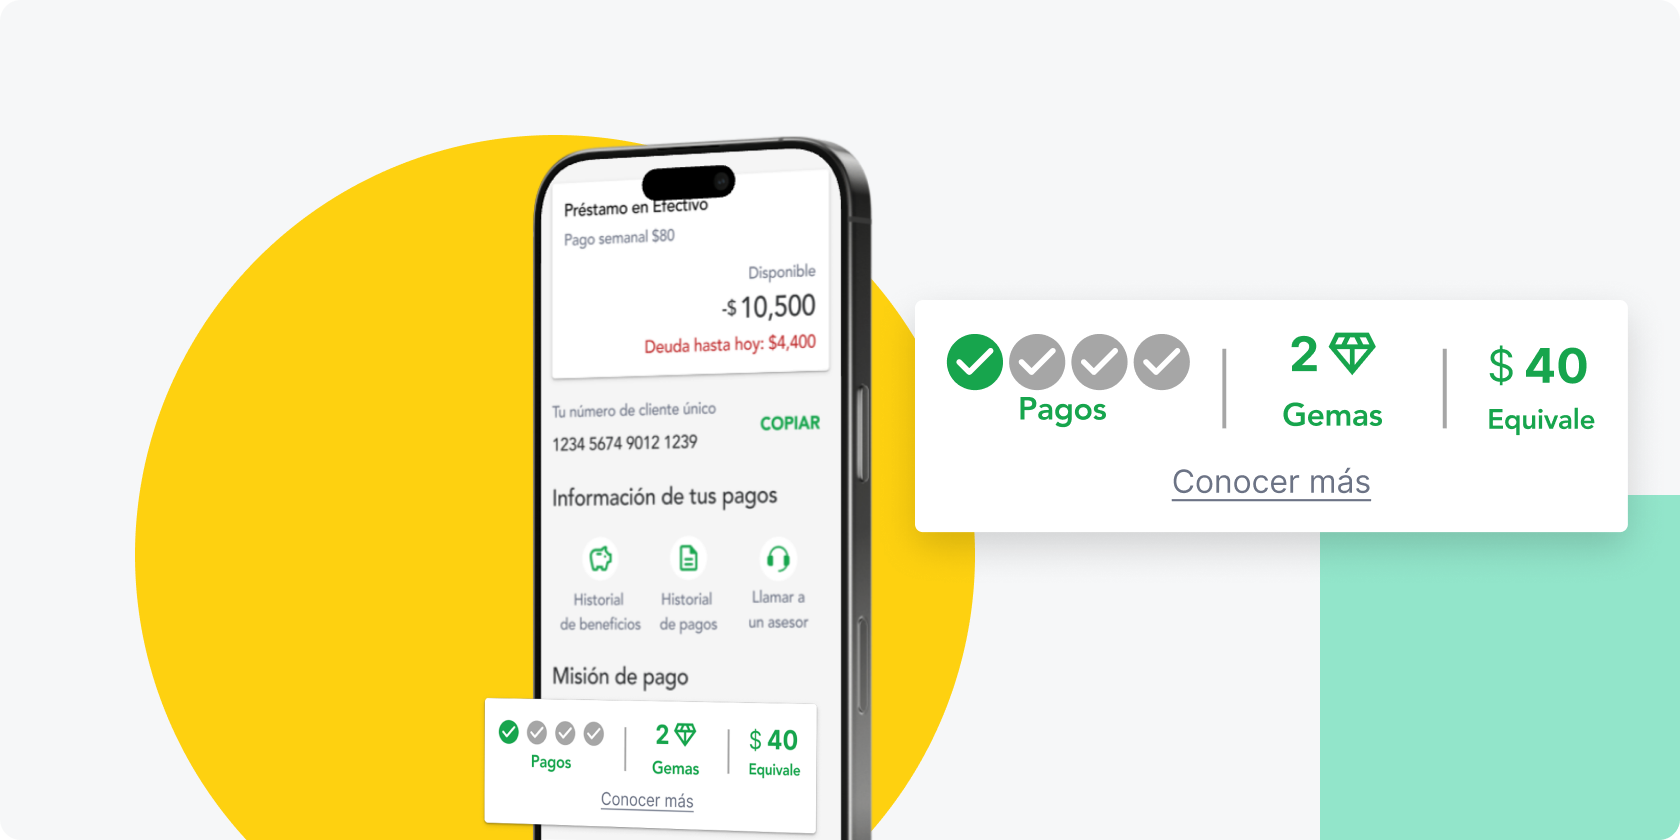 Préstamo en Efectivo
Pago semanal $80
Disponible
-$10,500
Deuda hasta hoy: $4,400
Tu número de cliente único
1234 5674 9012 1239
COPIAR
Información de tus pagos
Historial
de beneficios
Historial
de pagos
Llamar a
un asesor
Misión de pago
Pagos
2
Gemas
$ 40
Equivale
Conocer más
Pagos
2
Gemas
$ 40
Equivale
Conocer más